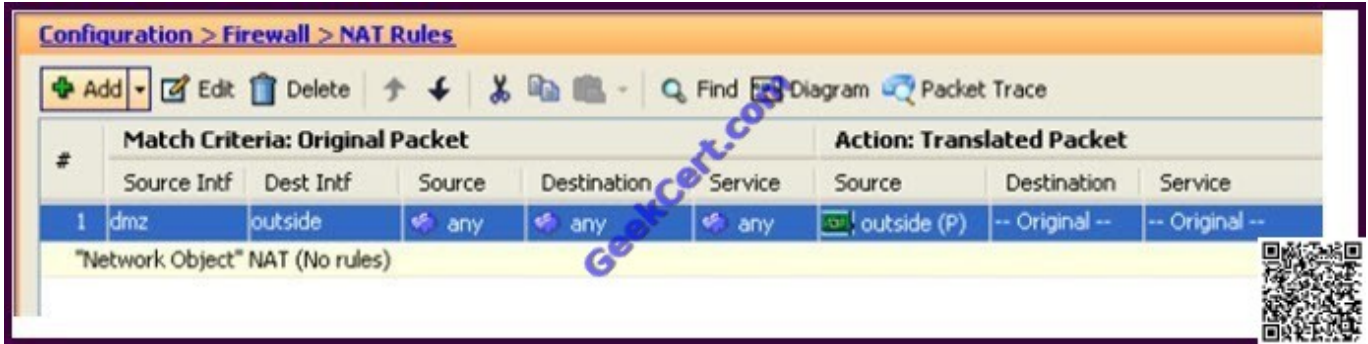 Configuration > Firewall > NAT Rules
Add Edit Delete Find Diagram Packet Trace
# Match Criteria: Original Packet Action: Translated Packet
Source Intf Dest Intf Source Destination Service Source Destination Service
1 dmz outside any any any outside (P) -- Original -- -- Original --
"Network Object" NAT (No rules)
GeekCert.com